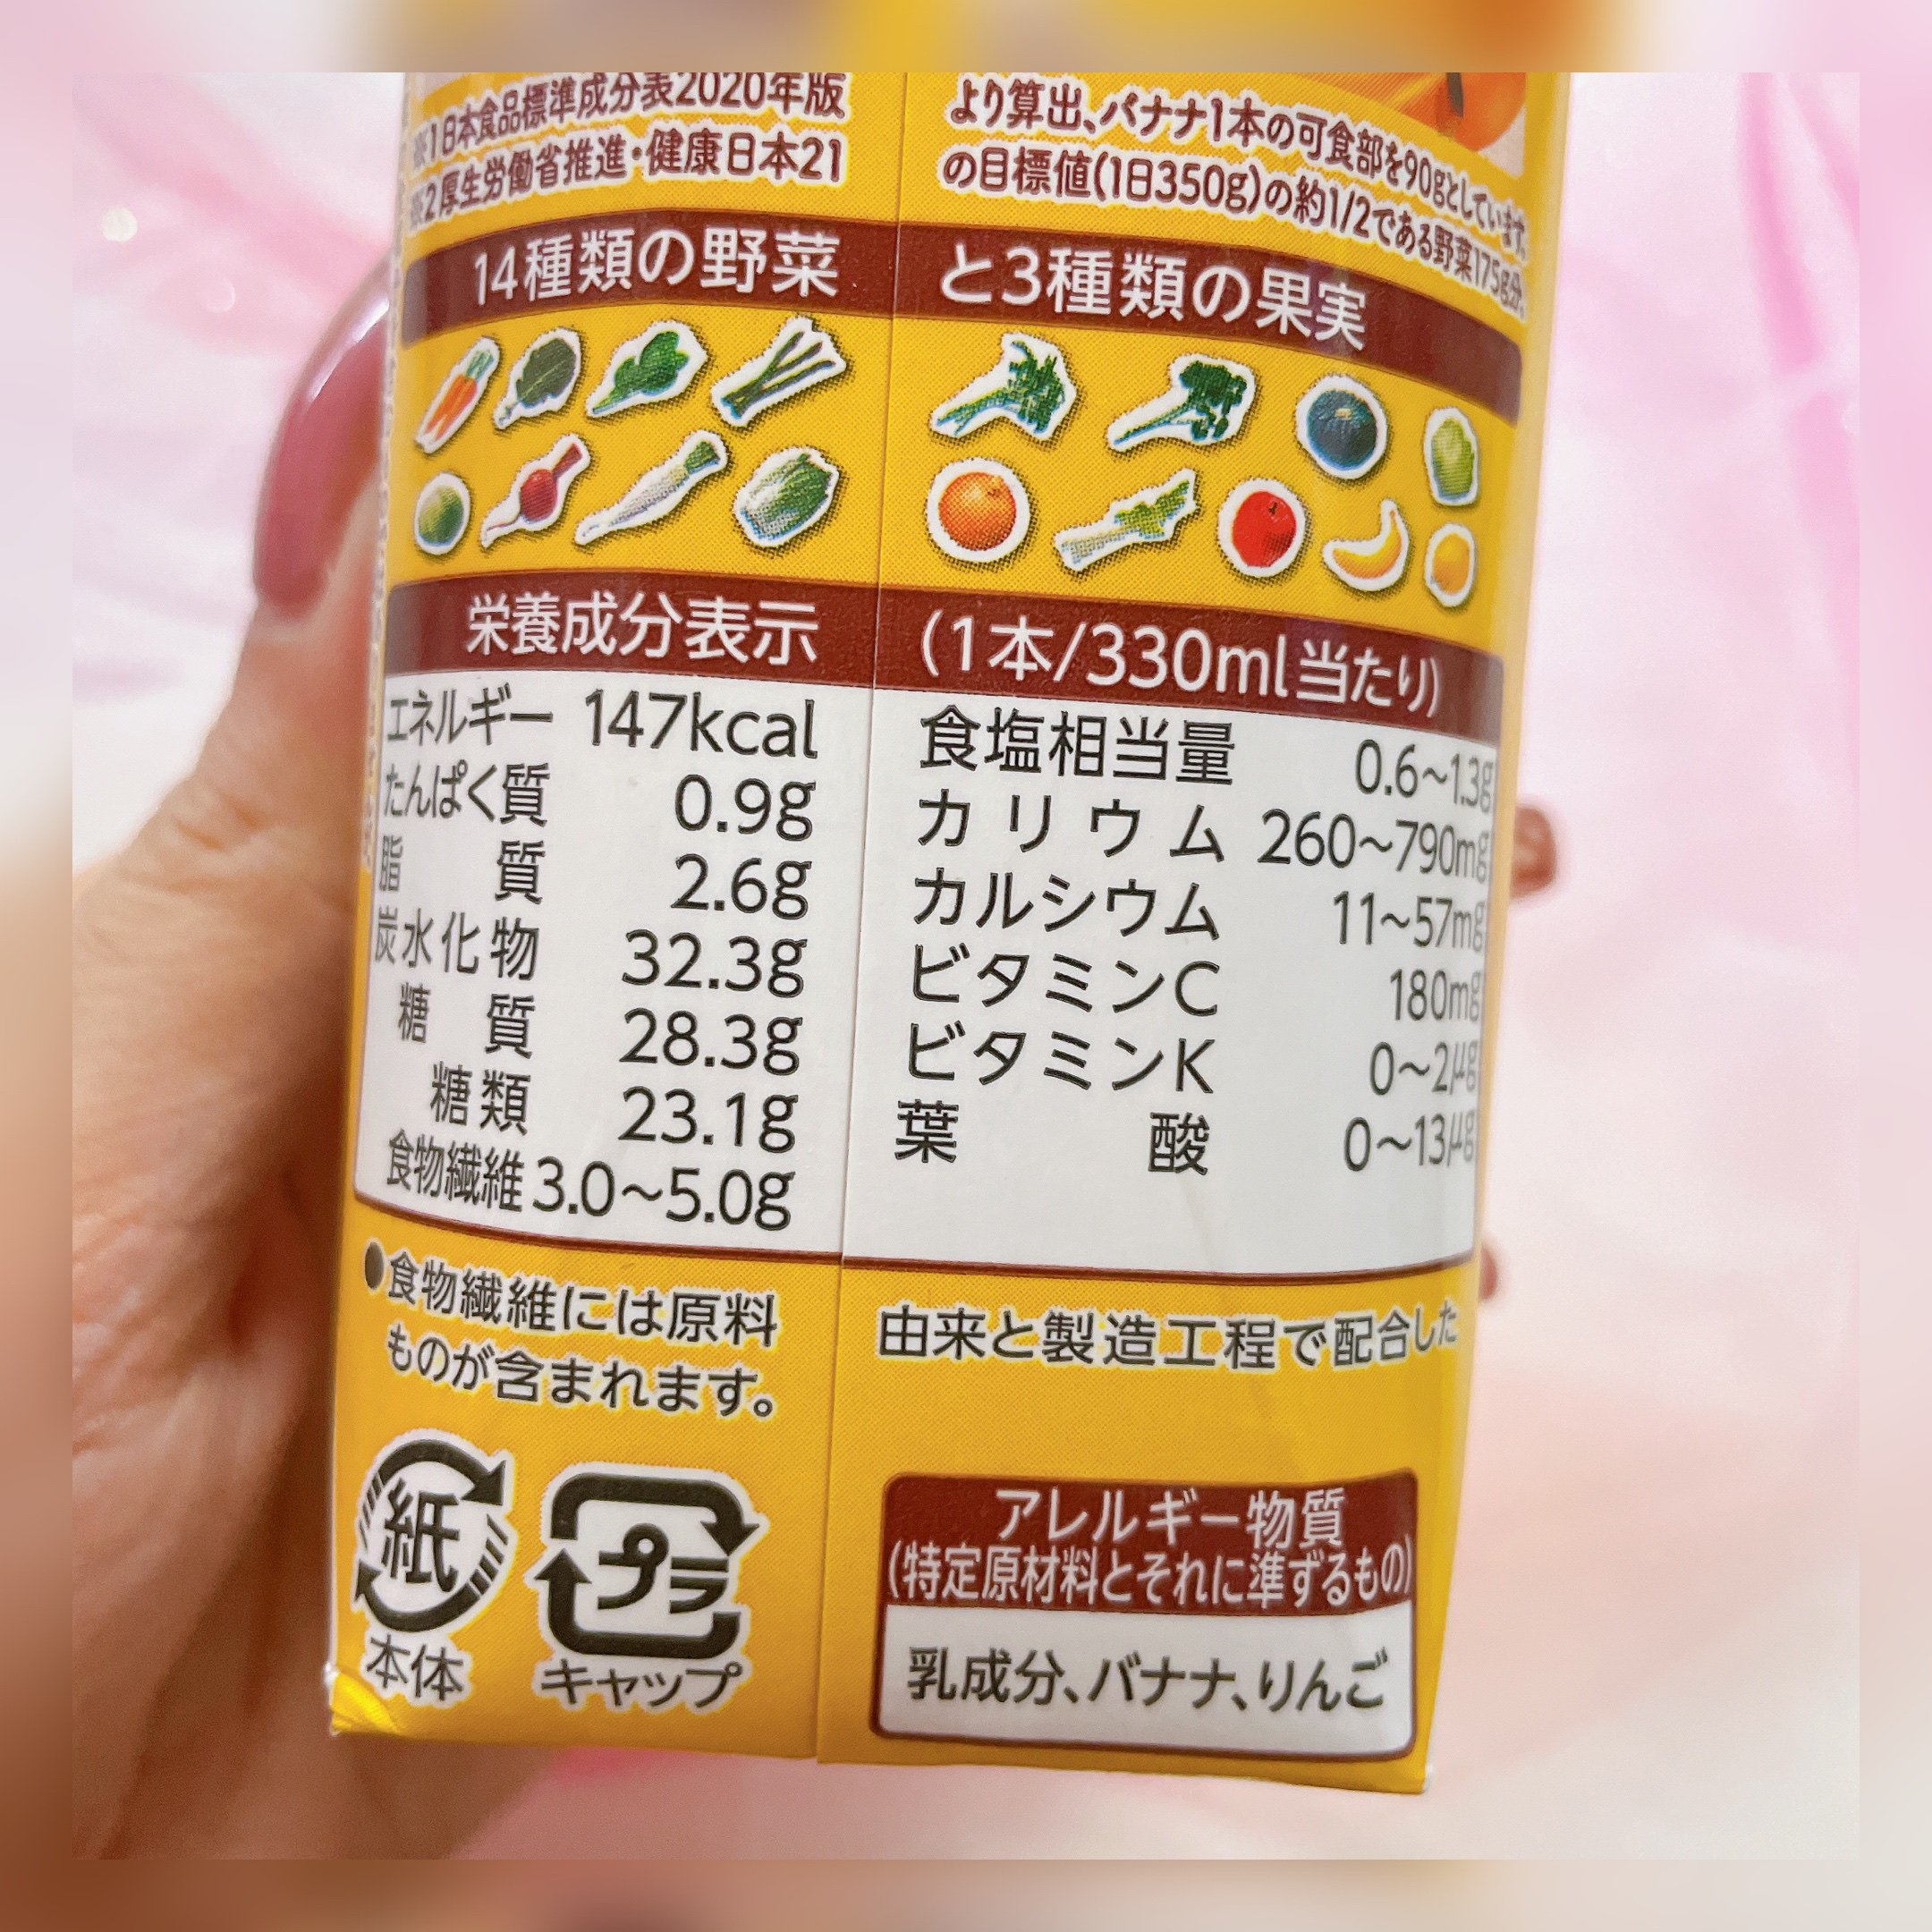 ※1日本食品標準成分表2020年版より算出、バナナ1本の可食部を90gとしています。
※2厚生労働省推進・健康日本21の目標値(1日350g)の約1/2である野菜175g分。
14種類の野菜と3種類の果実
栄養成分表示(1本/330ml当たり)
エネルギー 147kcal
たんぱく質 0.9g
脂質 2.6g
炭水化物 32.3g
糖質 28.3g
糖類 23.1g
食物繊維 3.0~5.0g
食塩相当量 0.6~1.3g
カリウム 260~790mg
カルシウム 11~57mg
ビタミンC 180mg
ビタミンK 0~2μg
葉酸 0~13μg
●食物繊維には原料由来と製造工程で配合した
ものが含まれます。
紙
本体
プラ
キャップ
アレルギー物質
(特定原材料とそれに準ずるもの)
乳成分、バナナ、りんご